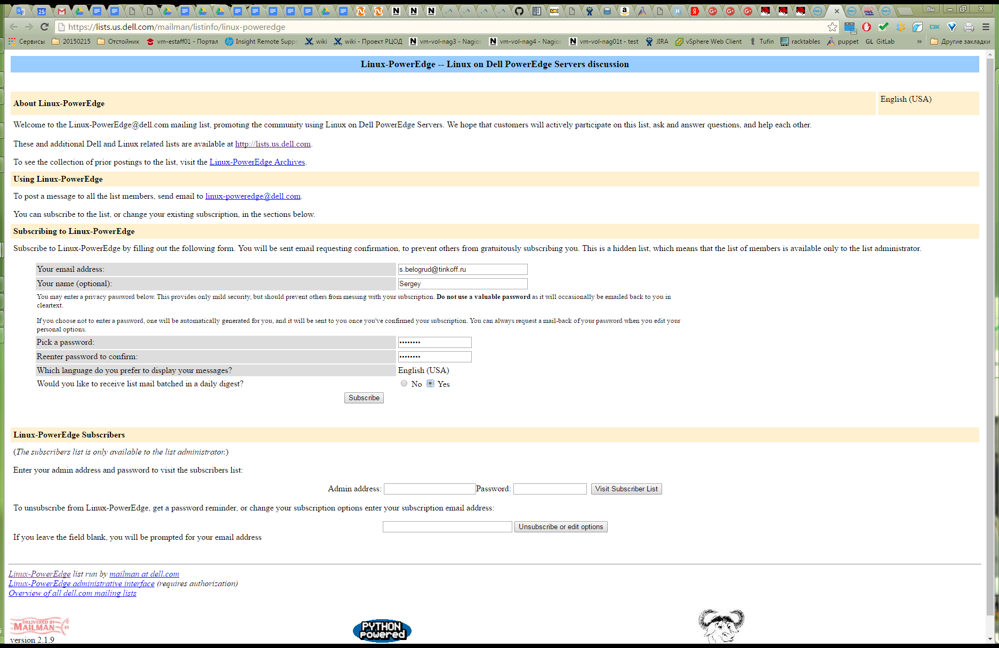 25
Вы
https://lists.us.dell.com/mailman/listinfo/linux-poweredge
Сервисы 20150215 Отстойник vm-estaff01 - Портал Insight Remote Supp wiki wiki - Проект РЦОД vm-vol-nag3 - Nagios vm-vol-nag4 - Nagios vm-vol-nag01t - test JIRA vSphere Web Client Tufin racktables puppet GL GitLab » Другие закладки
Linux-PowerEdge -- Linux on Dell PowerEdge Servers discussion
About Linux-PowerEdge
English (USA)
Welcome to the Linux-PowerEdge@dell.com mailing list, promoting the community using Linux on Dell PowerEdge Servers. We hope that customers will actively participate on this list, ask and answer questions, and help each other.
These and additional Dell and Linux related lists are available at http://lists.us.dell.com.
To see the collection of prior postings to the list, visit the Linux-PowerEdge Archives.
Using Linux-PowerEdge
To post a message to all the list members, send email to linux-poweredge@dell.com.
You can subscribe to the list, or change your existing subscription, in the sections below.
Subscribing to Linux-PowerEdge
Subscribe to Linux-PowerEdge by filling out the following form. You will be sent email requesting confirmation, to prevent others from gratuitously subscribing you. This is a hidden list, which means that the list of members is available only to the list administrator.
Your email address: s.belogrud@tinkoff.ru
Your name (optional): Sergey
You may enter a privacy password below. This provides only mild security, but should prevent others from messing with your subscription. Do not use a valuable password as it will occasionally be emailed back to you in
cleartext.
If you choose not to enter a password, one will be automatically generated for you, and it will be sent to you once you've confirmed your subscription. You can always request a mail-back of your password when you edit your
personal options.
Pick a password: ••••••••
Reenter password to confirm: ••••••••
Which language do you prefer to display your messages? English (USA)
Would you like to receive list mail batched in a daily digest? No Yes
Subscribe
Linux-PowerEdge Subscribers
(The subscribers list is only available to the list administrator.)
Enter your admin address and password to visit the subscribers list:
Admin address: Password: Visit Subscriber List
To unsubscribe from Linux-PowerEdge, get a password reminder, or change your subscription options enter your subscription email address:
Unsubscribe or edit options
If you leave the field blank, you will be prompted for your email address
Linux-PowerEdge list run by mailman at dell.com
Linux-PowerEdge administrative interface (requires authorization)
Overview of all dell.com mailing lists
DELIVERED BY
MAILMAN
version 2.1.9
PYTHON
Powered